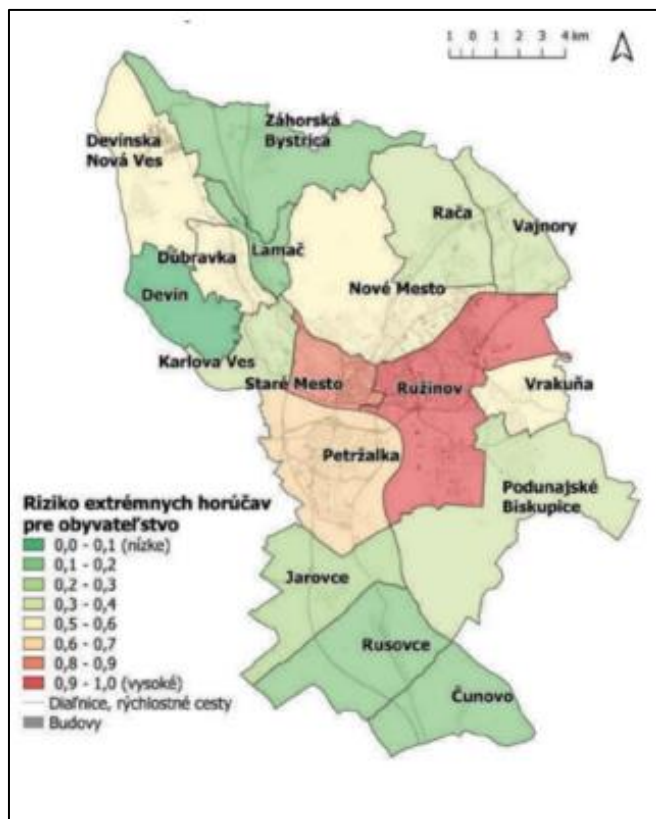 1 0 1 2 3 4 km
Záhorská
Bystrica
Devínska
Nová Ves
Rača
Vajnory
Lamač
Dúbravka
Devín
Nové Mesto
Karlova Ves
Staré Mesto
Ružinov
Vrakuňa
Petržalka
Podunajské
Biskupice
Riziko extrémnych horúčav
pre obyvateľstvo
0,0 - 0,1 (nízke)
0,1 - 0,2
0,2 - 0,3
0,3 - 0,4
0,5 - 0,6
0,6 - 0,7
0,8 - 0,9
0,9 - 1,0 (vysoké)
Diaľnice, rýchlostné cesty
Budovy
Jarovce
Rusovce
Čunovo